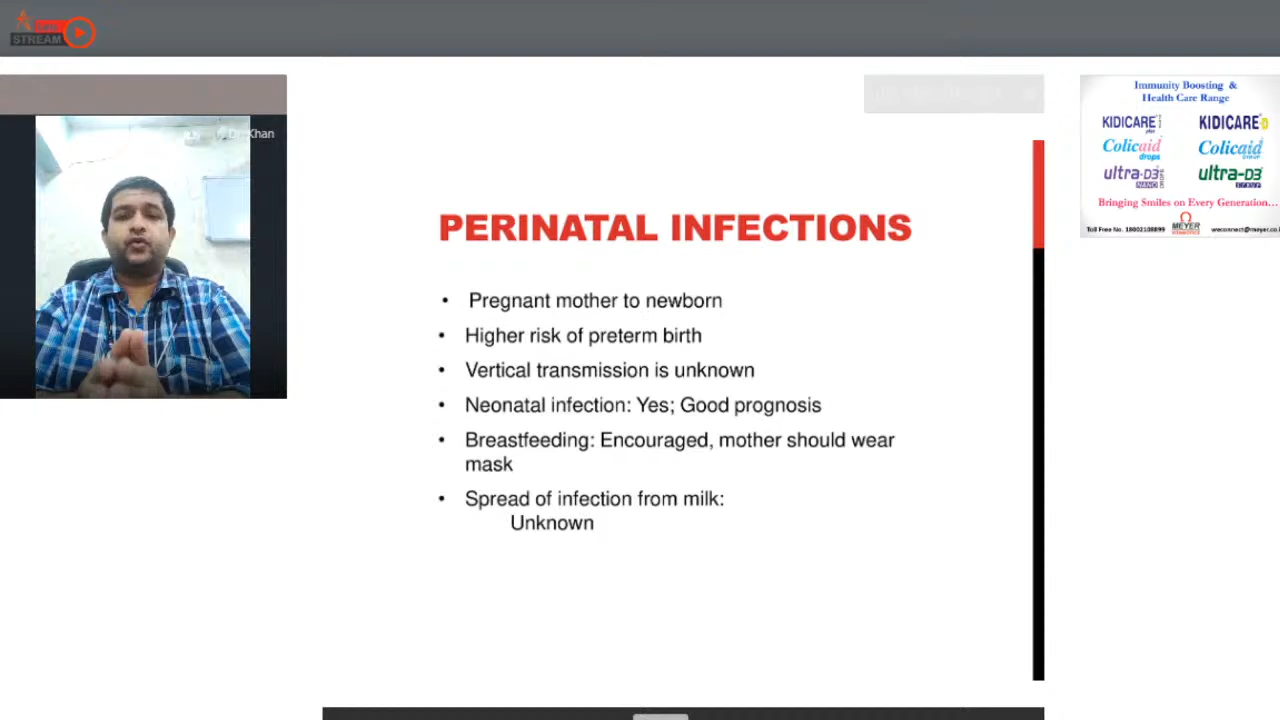 LIVE
STREAM
Dr. Khan
PERINATAL INFECTIONS
• Pregnant mother to newborn
• Higher risk of preterm birth
• Vertical transmission is unknown
• Neonatal infection: Yes; Good prognosis
• Breastfeeding: Encouraged, mother should wear
mask
• Spread of infection from milk:
Unknown
Immunity Boosting &
Health Care Range
KIDICARE plus
KIDICARE-D
Colicaid drops
Colicaid
ultra-D3 NANO DROPS
ultra-D3
Bringing Smiles on Every Generation...
Toll Free No. 18002108899
MEYER
weconnect@meyer.co.i